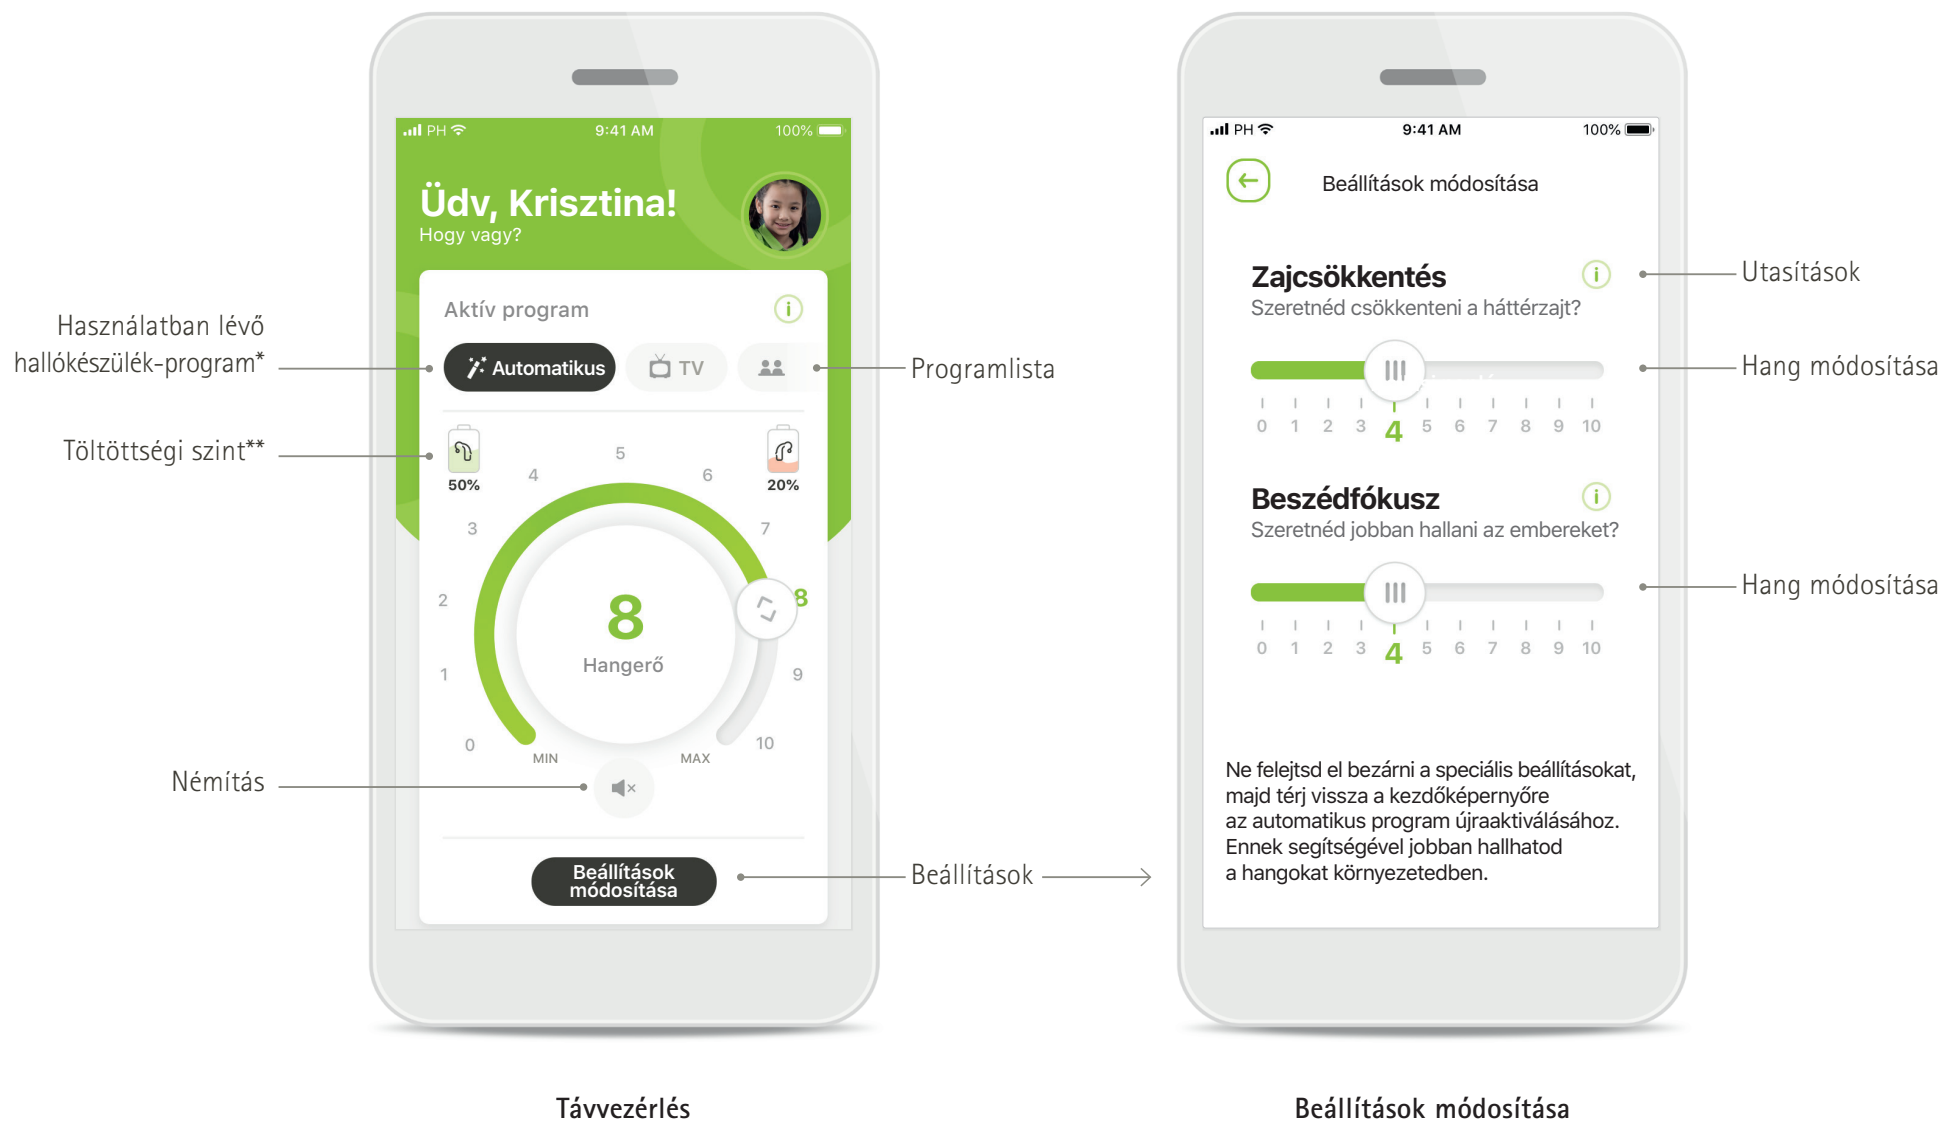 PH 9:41 AM 100%
Üdv, Krisztina!
Hogy vagy?
Aktív program
Automatikus TV
50%
20%
0 1 2 3 4 5 6 7 8 9 10
8
Hangerő
MIN MAX
Beállítások
módosítása
Használatban lévő
hallókészülék-program*
Töltöttségi szint**
Némítás
Programlista
Beállítások
Távvezérlés
PH 9:41 AM 100%
Beállítások módosítása
Zajcsökkentés
Szeretnéd csökkenteni a háttérzajt?
0 1 2 3 4 5 6 7 8 9 10
Beszédfókusz
Szeretnéd jobban hallani az embereket?
0 1 2 3 4 5 6 7 8 9 10
Ne felejtsd el bezárni a speciális beállításokat,
majd térj vissza a kezdőképernyőre
az automatikus program újraaktiválásához.
Ennek segítségével jobban hallhatod
a hangokat környezetedben.
Utasítások
Hang módosítása
Hang módosítása
Beállítások módosítása